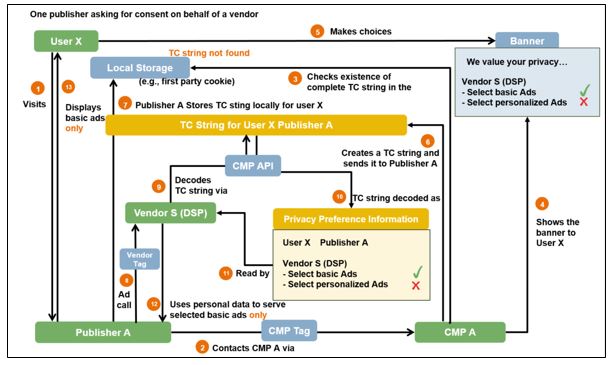 One publisher asking for consent on behalf of a vendor
User X
5 Makes choices
Banner
TC string not found
Local Storage
(e.g., first party cookie)
3 Checks existence of
complete TC string in the
We value your privacy…
Vendor S (DSP)
- Select basic Ads
- Select personalized Ads
1
Visits
13
Displays
basic ads
only
7 Publisher A Stores TC sting locally for user X
TC String for User X Publisher A
6
Creates a TC string and
sends it to Publisher A
CMP API
9 Decodes
TC string via
10 TC string decoded as
4
Shows the
banner to
User X
Vendor S (DSP)
Privacy Preference Information
User X Publisher A
Vendor S (DSP)
- Select basic Ads
- Select personalized Ads
Vendor
Tag
8
Ad
call
11 Read by
12 Uses personal data to serve
selected basic ads only
Publisher A
CMP Tag
CMP A
2 Contacts CMP A via